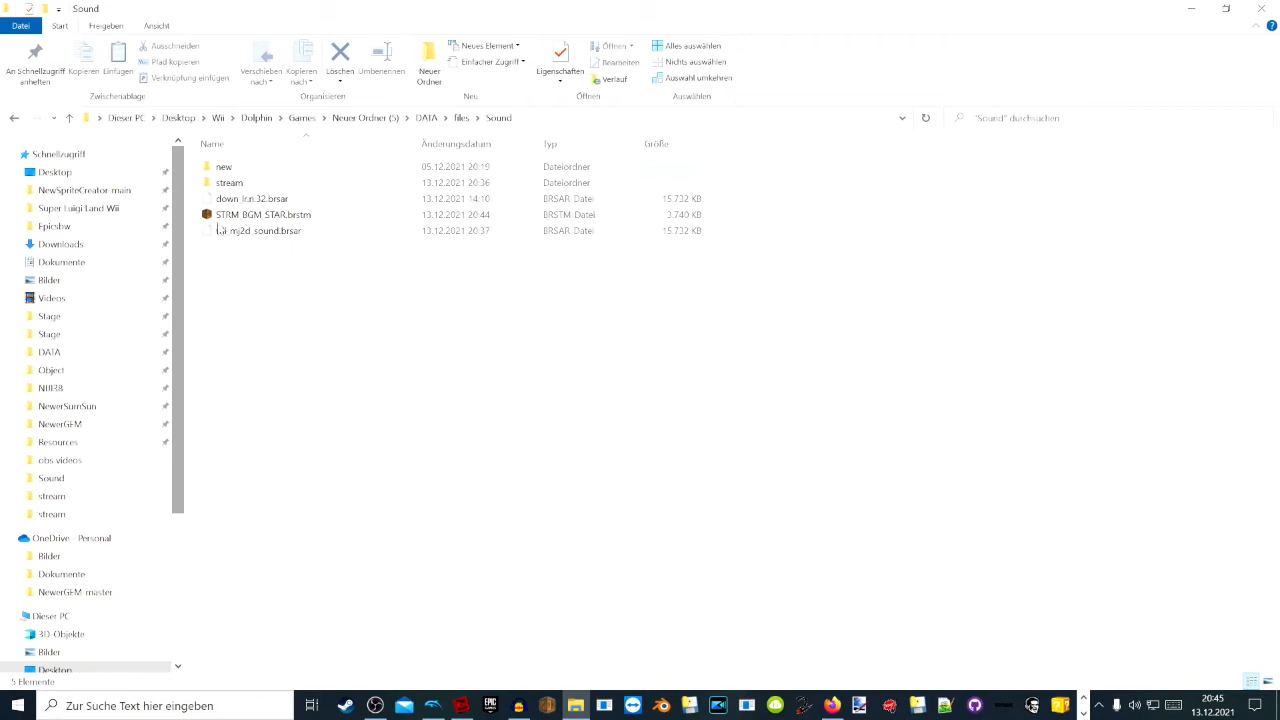 Sound
Datei Start Freigeben Ansicht
An Schnellzugriff anheften
Kopieren
Einfügen
Ausschneiden
Pfad kopieren
Verknüpfung einfügen
Zwischenablage
Verschieben nach
Kopieren nach
Löschen
Umbenennen
Organisieren
Neuer Ordner
Neues Element
Einfacher Zugriff
Neu
Eigenschaften
Öffnen
Bearbeiten
Verlauf
Öffnen
Alles auswählen
Nichts auswählen
Auswahl umkehren
Auswählen
Dieser PC > Desktop > Wii > Dolphin > Games > Neuer Ordner (5) > DATA > files > Sound
"Sound" durchsuchen
Name Änderungsdatum Typ Größe
new 05.12.2021 20:19 Dateiordner
stream 13.12.2021 20:36 Dateiordner
down_lr.n.32.brsar 13.12.2021 14:10 BRSAR-Datei 15.732 KB
STRM_BGM_STAR.brstm 13.12.2021 20:44 BRSTM-Datei 3.740 KB
13.12.2021 20:37 BRSAR-Datei 15.732 KB
Schnellzugriff
Desktop
NewSpriteCreator-main
Super Luigi Land Wii
Epicsbw
Downloads
Dokumente
Bilder
Videos
Stage
Stage
DATA
Object
NewerSumSun
NewerGEM
Resources
obs videos
Sound
stream
stream
OneDrive - Personal
Bilder
Dokumente
NewerGEM-master
Dieser PC
3D-Objekte
Bilder
Desktop
5 Elemente
Zur Suche Text hier eingeben
20:45
13.12.2021